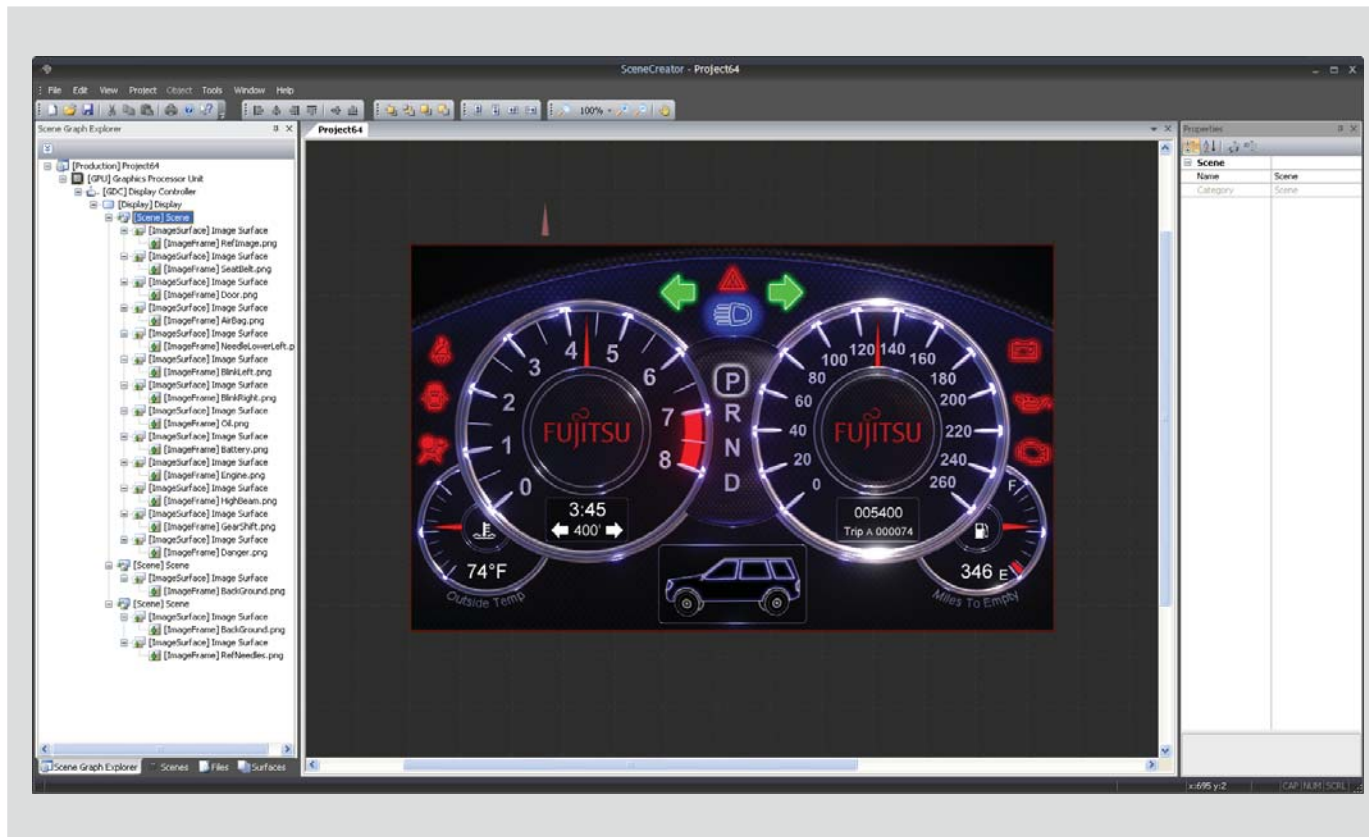 SceneCreator - Project64
File Edit View Project Object Tools Window Help
100%
Scene Graph Explorer
Project64
Properties
[Production] Project64
[GPU] Graphics Processor Unit
[GDC] Display Controller
[Display] Display
[Scene] Scene
[ImageSurface] Image Surface
[ImageFrame] RefImage.png
[ImageSurface] Image Surface
[ImageFrame] SeatBelt.png
[ImageSurface] Image Surface
[ImageFrame] Door.png
[ImageSurface] Image Surface
[ImageFrame] AirBag.png
[ImageSurface] Image Surface
[ImageFrame] NeedleLowerLeft.p
[ImageSurface] Image Surface
[ImageFrame] BlinkLeft.png
[ImageSurface] Image Surface
[ImageFrame] BlinkRight.png
[ImageSurface] Image Surface
[ImageFrame] Oil.png
[ImageSurface] Image Surface
[ImageFrame] Battery.png
[ImageSurface] Image Surface
[ImageFrame] Engine.png
[ImageSurface] Image Surface
[ImageFrame] HighBeam.png
[ImageSurface] Image Surface
[ImageFrame] GearShift.png
[ImageSurface] Image Surface
[ImageFrame] Danger.png
[Scene] Scene
[ImageSurface] Image Surface
[ImageFrame] BackGround.png
[Scene] Scene
[ImageSurface] Image Surface
[ImageFrame] BackGround.png
[ImageSurface] Image Surface
[ImageFrame] RefNeedles.png
Scene Graph Explorer Scenes Files Surfaces
0
1
2
3
4
5
6
7
8
FUJITSU
3:45
400'
74°F
Outside Temp
P
R
N
D
0
20
40
60
80
100
120
140
160
180
200
220
240
260
FUJITSU
005400
Trip A 000074
F
346 E
Miles To Empty
Scene
Name Scene
Category Scene
x:695 y:2 CAP NUM SCRL